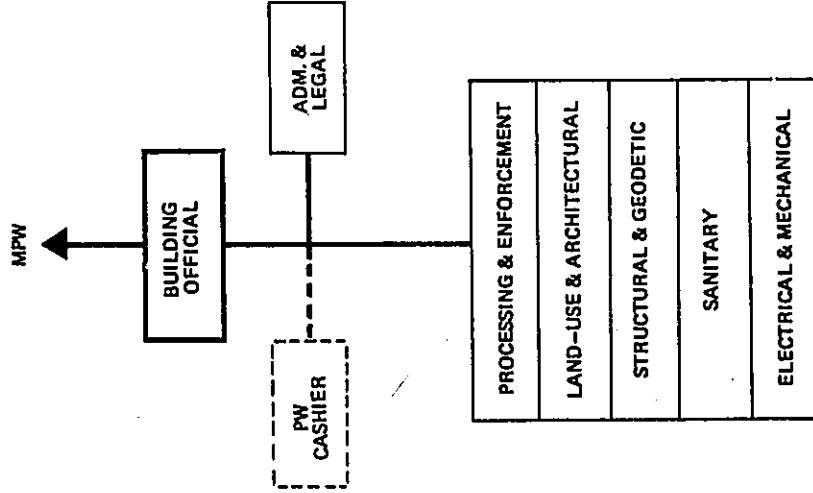 MPW
BUILDING
OFFICIAL
PW
CASHIER
ADM. &
LEGAL
PROCESSING & ENFORCEMENT
LAND-USE & ARCHITECTURAL
STRUCTURAL & GEODETIC
SANITARY
ELECTRICAL & MECHANICAL